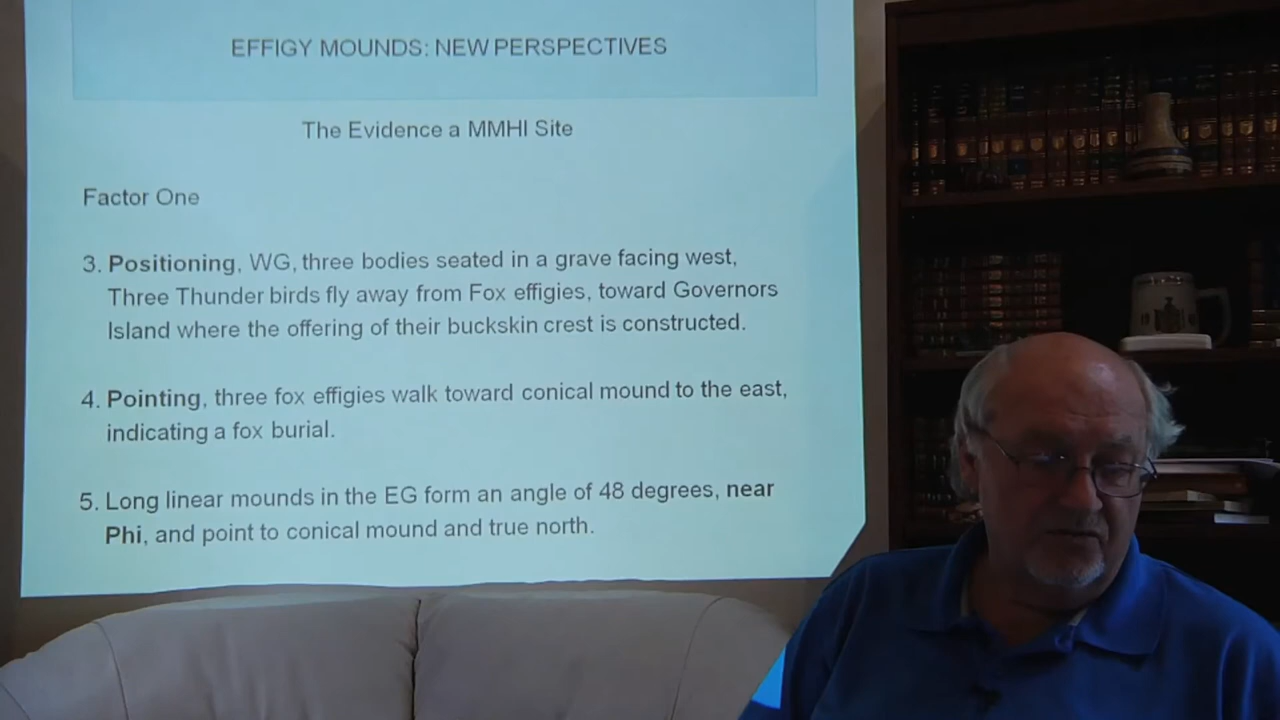 EFFIGY MOUNDS: NEW PERSPECTIVES
The Evidence a MMHI Site
Factor One
3. Positioning, WG, three bodies seated in a grave facing west,
Three Thunder birds fly away from Fox effigies, toward Governors
Island where the offering of their buckskin crest is constructed.
4. Pointing, three fox effigies walk toward conical mound to the east,
indicating a fox burial.
5. Long linear mounds in the EG form an angle of 48 degrees, near
Phi, and point to conical mound and true north.